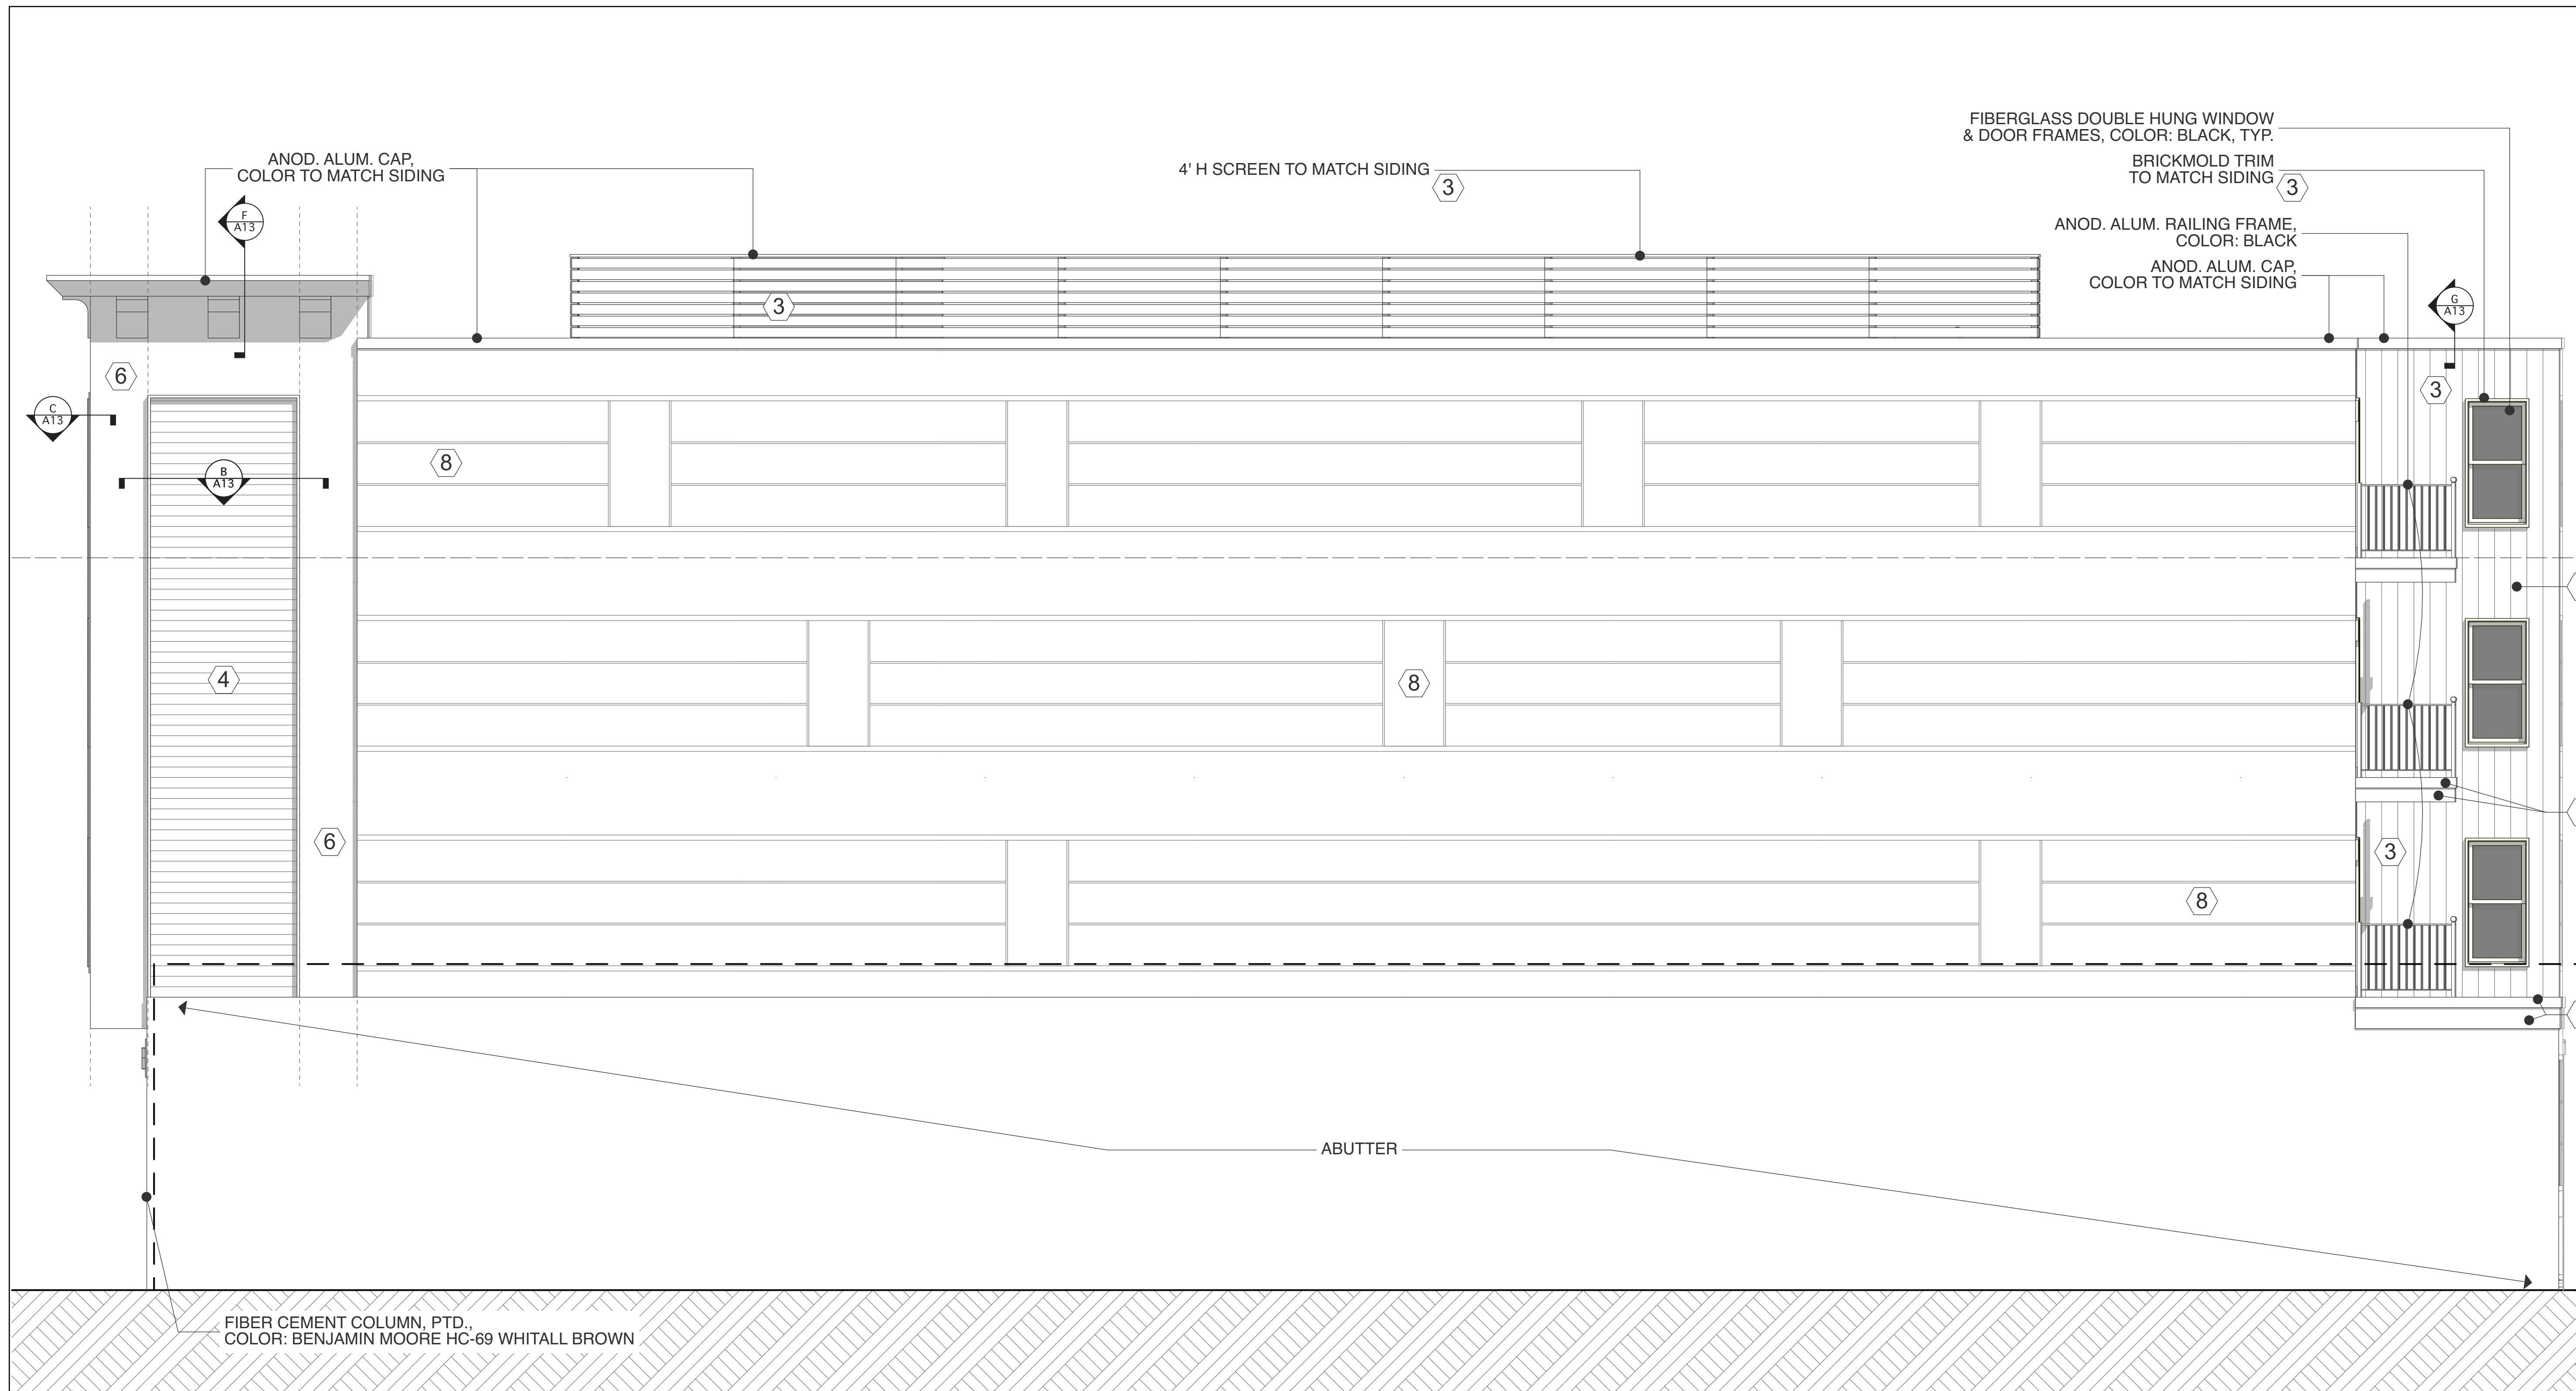 FIBERGLASS DOUBLE HUNG WINDOW
& DOOR FRAMES, COLOR: BLACK, TYP.
ANOD. ALUM. CAP,
COLOR TO MATCH SIDING
4' H SCREEN TO MATCH SIDING
3
BRICKMOLD TRIM
TO MATCH SIDING
3
F
A13
ANOD. ALUM. RAILING FRAME,
COLOR: BLACK
ANOD. ALUM. CAP,
COLOR TO MATCH SIDING
G
A13
3
6
3
C
A13
8
B
A13
4
8
6
3
8
ABUTTER
FIBER CEMENT COLUMN, PTD.,
COLOR: BENJAMIN MOORE HC-69 WHITALL BROWN